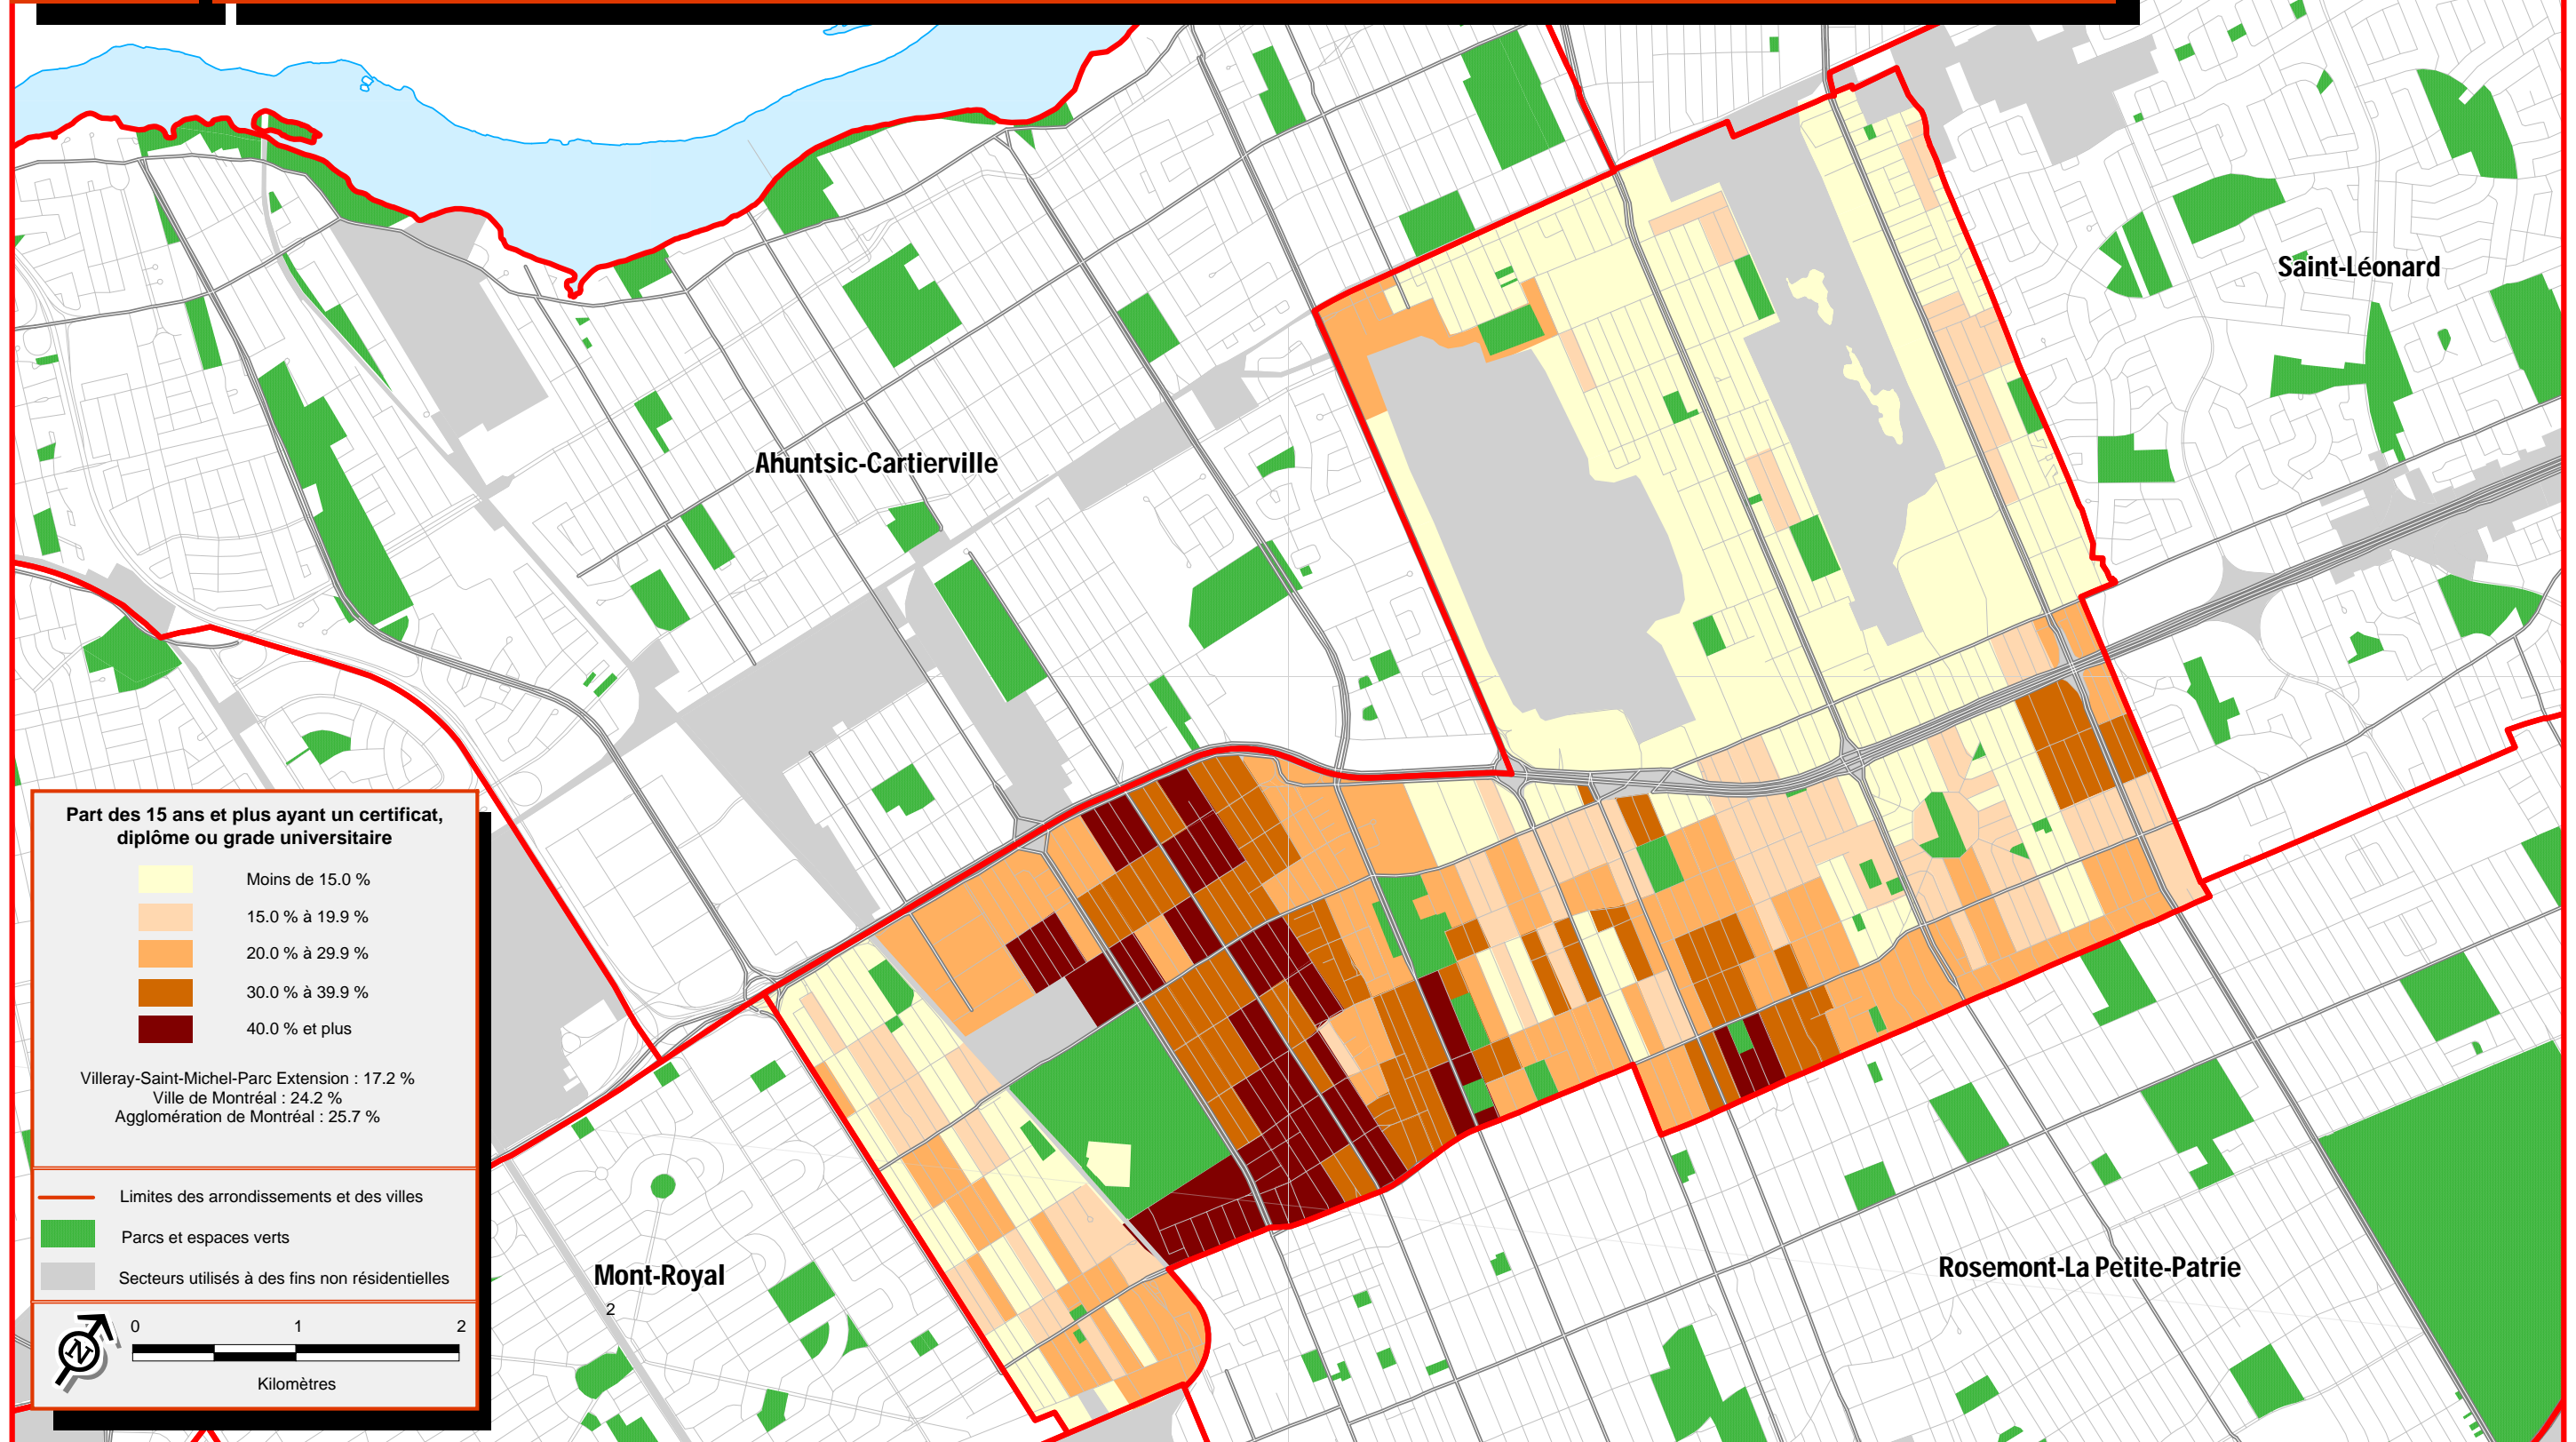 Saint-Léonard
Ahuntsic-Cartierville
Part des 15 ans et plus ayant un certificat,
diplôme ou grade universitaire
Moins de 15.0 %
15.0 % à 19.9 %
20.0 % à 29.9 %
30.0 % à 39.9 %
40.0 % et plus
Villeray-Saint-Michel-Parc Extension : 17.2 %
Ville de Montréal : 24.2 %
Agglomération de Montréal : 25.7 %
Limites des arrondissements et des villes
Parcs et espaces verts
Secteurs utilisés à des fins non résidentielles
N
0 1 2
Kilomètres
Mont-Royal
2
Rosemont-La Petite-Patrie